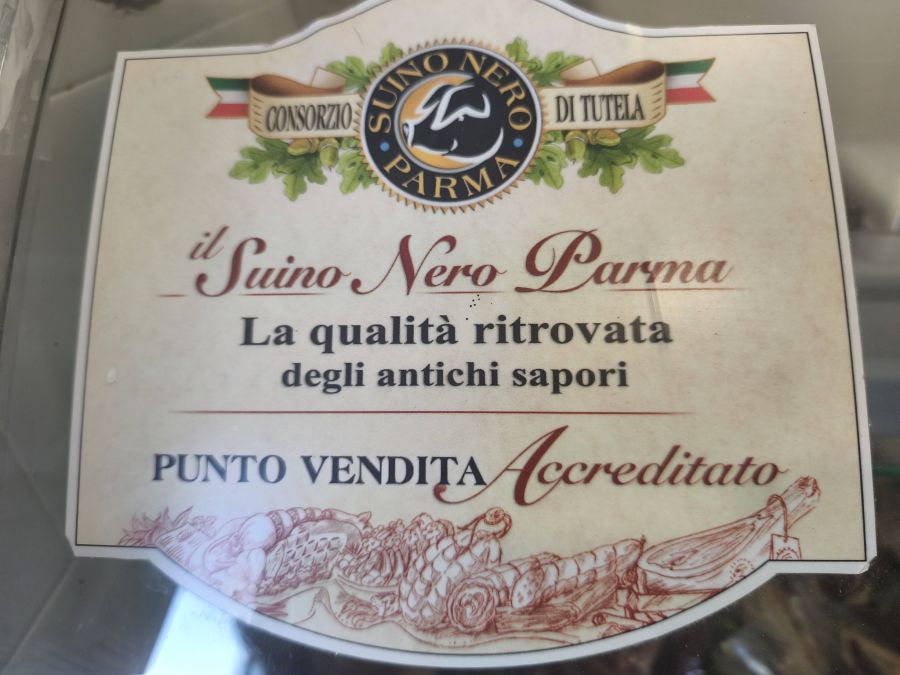 CONSORZIO DI TUTELA
SUINO NERO
PARMA
il Suino Nero Parma
La qualità ritrovata
degli antichi sapori
PUNTO VENDITA Accreditato